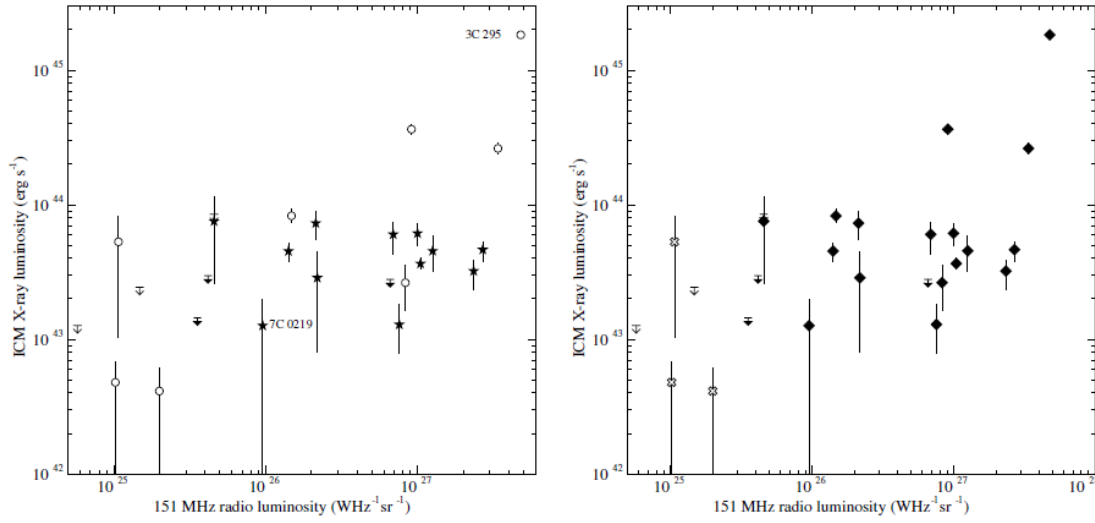 3C 295
10^45
10^44
10^43
10^42
ICM X-ray luminosity (erg s^-1)
7C 0219
10^25
10^26
10^27
151 MHz radio luminosity (WHz^-1sr^-1)
10^45
10^44
10^43
10^42
ICM X-ray luminosity (erg s^-1)
10^25
10^26
10^27
10^28
151 MHz radio luminosity (WHz^-1sr^-1)